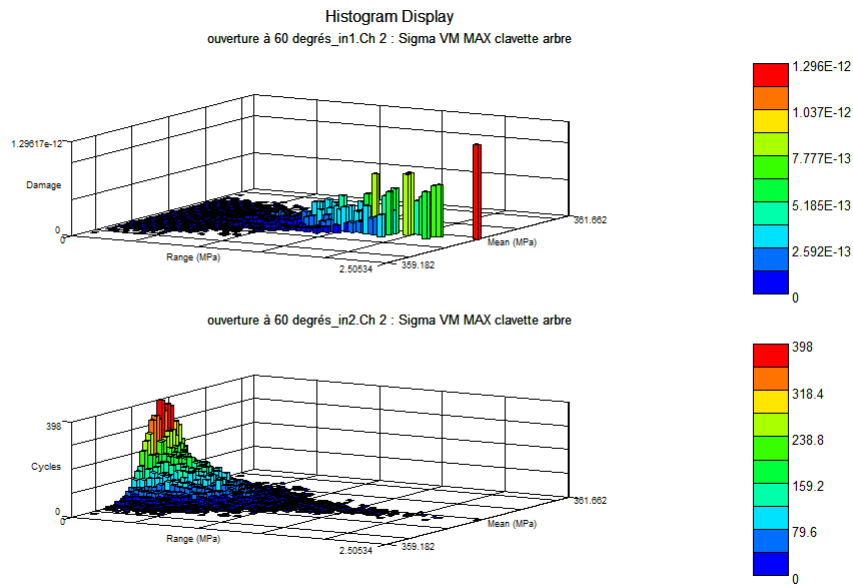 Histogram Display
ouverture à 60 degrés_in1.Ch 2 : Sigma VM MAX clavette arbre
1.29617e-12
Damage
0
0
Range (MPa)
2.50534
359.182
Mean (MPa)
361.662
1.296E-12
1.037E-12
7.777E-13
5.185E-13
2.592E-13
0
ouverture à 60 degrés_in2.Ch 2 : Sigma VM MAX clavette arbre
398
Cycles
0
0
Range (MPa)
2.50534
359.182
Mean (MPa)
361.662
398
318.4
238.8
159.2
79.6
0